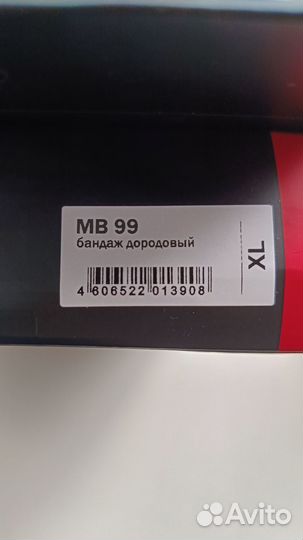 MB 99
бандаж дородовый
XL
4 606522 013908
Avito